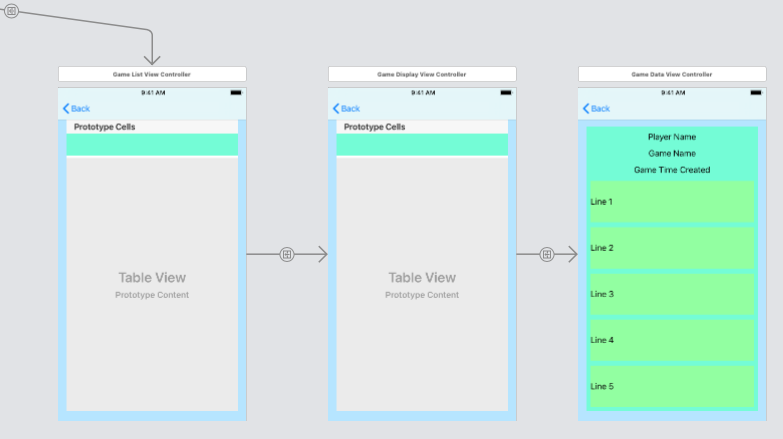 Game List View Controller
9:41 AM
Back
Prototype Cells
Table View
Prototype Content
Game Display View Controller
9:41 AM
Back
Prototype Cells
Table View
Prototype Content
Game Data View Controller
9:41 AM
Back
Player Name
Game Name
Game Time Created
Line 1
Line 2
Line 3
Line 4
Line 5